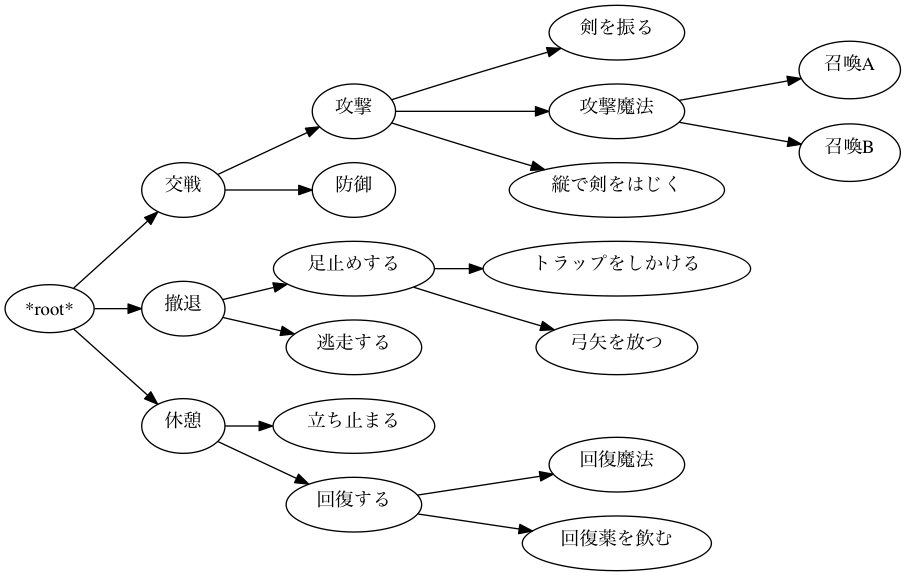 *root*
交戦
攻撃
剣を振る
攻撃魔法
召喚A
召喚B
縦で剣をはじく
防御
撤退
足止めする
トラップをしかける
弓矢を放つ
逃走する
休憩
立ち止まる
回復する
回復魔法
回復薬を飲む